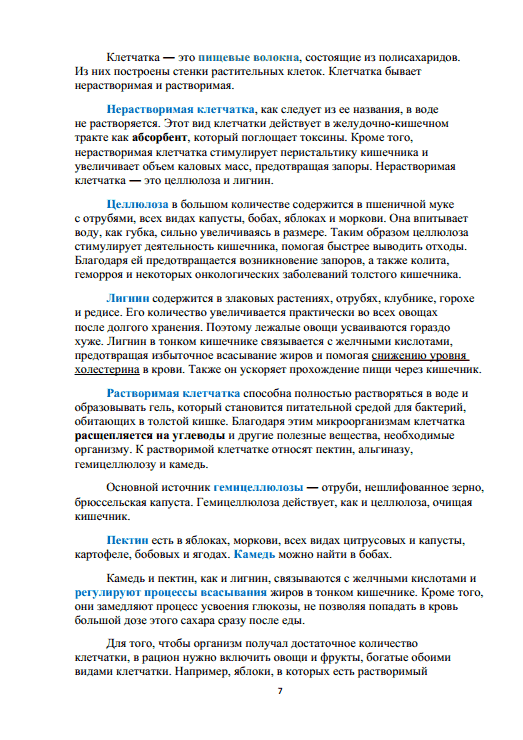 Клетчатка — это пищевые волокна, состоящие из полисахаридов.
Из них построены стенки растительных клеток. Клетчатка бывает
нерастворимая и растворимая.
Нерастворимая клетчатка, как следует из ее названия, в воде
не растворяется. Этот вид клетчатки действует в желудочно-кишечном
тракте как абсорбент, который поглощает токсины. Кроме того,
нерастворимая клетчатка стимулирует перистальтику кишечника и
увеличивает объем каловых масс, предотвращая запоры. Нерастворимая
клетчатка — это целлюлоза и лигнин.
Целлюлоза в большом количестве содержится в пшеничной муке
с отрубями, всех видах капусты, бобах, яблоках и моркови. Она впитывает
воду, как губка, сильно увеличиваясь в размере. Таким образом целлюлоза
стимулирует деятельность кишечника, помогая быстрее выводить отходы.
Благодаря ей предотвращается возникновение запоров, а также колита,
геморроя и некоторых онкологических заболеваний толстого кишечника.
Лигнин содержится в злаковых растениях, отрубях, клубнике, горохе
и редисе. Его количество увеличивается практически во всех овощах
после долгого хранения. Поэтому лежалые овощи усваиваются гораздо
хуже. Лигнин в тонком кишечнике связывается с желчными кислотами,
предотвращая избыточное всасывание жиров и помогая снижению уровня
холестерина в крови. Также он ускоряет прохождение пищи через кишечник.
Растворимая клетчатка способна полностью растворяться в воде и
образовывать гель, который становится питательной средой для бактерий,
обитающих в толстой кишке. Благодаря этим микроорганизмам клетчатка
расщепляется на углеводы и другие полезные вещества, необходимые
организму. К растворимой клетчатке относят пектин, альгиназу,
гемицеллюлозу и камедь.
Основной источник гемицеллюлозы — отруби, нешлифованное зерно,
брюссельская капуста. Гемицеллюлоза действует, как и целлюлоза, очищая
кишечник.
Пектин есть в яблоках, моркови, всех видах цитрусовых и капусты,
картофеле, бобовых и ягодах. Камедь можно найти в бобах.
Камедь и пектин, как и лигнин, связываются с желчными кислотами и
регулируют процессы всасывания жиров в тонком кишечнике. Кроме того,
они замедляют процесс усвоения глюкозы, не позволяя попадать в кровь
большой дозе этого сахара сразу после еды.
Для того, чтобы организм получал достаточное количество
клетчатки, в рацион нужно включить овощи и фрукты, богатые обоими
видами клетчатки. Например, яблоки, в которых есть растворимый
7